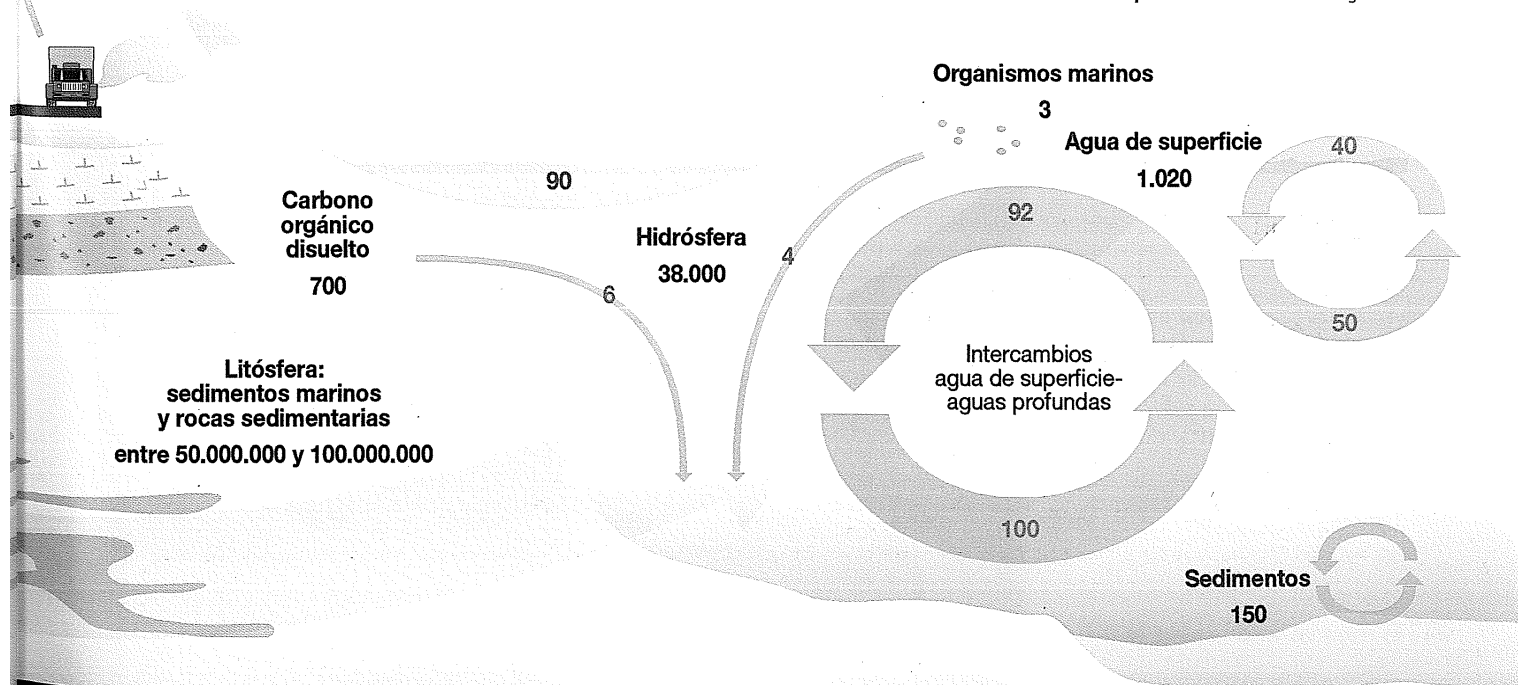 Organismos marinos
3
Agua de superficie
1.020
40
90
Carbono
orgánico
disuelto
700
92
Hidrósfera
38.000
4
6
50
Intercambios
agua de superficie-
aguas profundas
Litósfera:
sedimentos marinos
y rocas sedimentarias
entre 50.000.000 y 100.000.000
100
Sedimentos
150